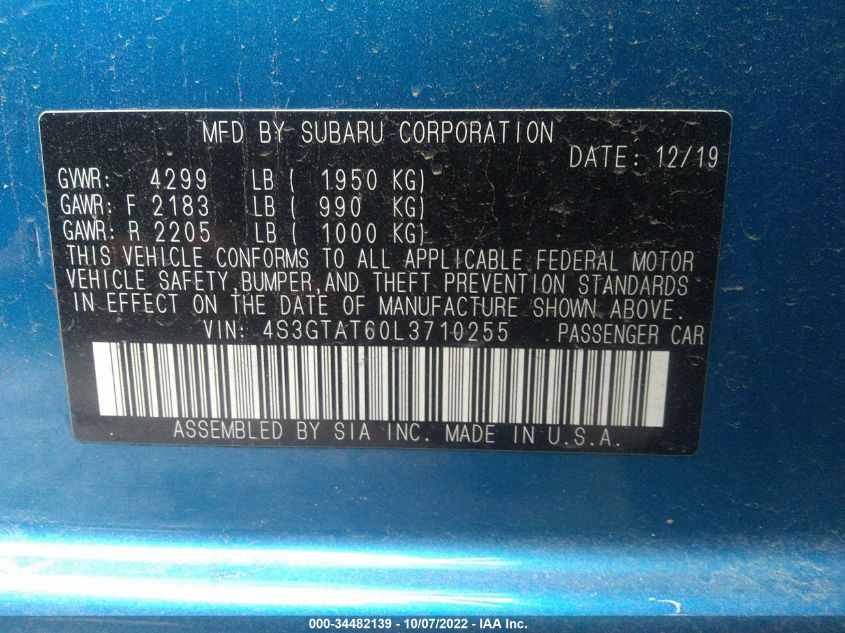 MFD BY SUBARU CORPORATION
DATE: 12/19
GVWR: 4299 LB ( 1950 KG)
GAWR: F 2183 LB ( 990 KG)
GAWR: R 2205 LB ( 1000 KG)
THIS VEHICLE CONFORMS TO ALL APPLICABLE FEDERAL MOTOR
VEHICLE SAFETY, BUMPER, AND THEFT PREVENTION STANDARDS
IN EFFECT ON THE DATE OF MANUFACTURE SHOWN ABOVE.
VIN: 4S3GTAT60L3710255 PASSENGER CAR
ASSEMBLED BY SIA INC. MADE IN U.S.A.
000-34482139 - 10/07/2022 - IAA Inc.